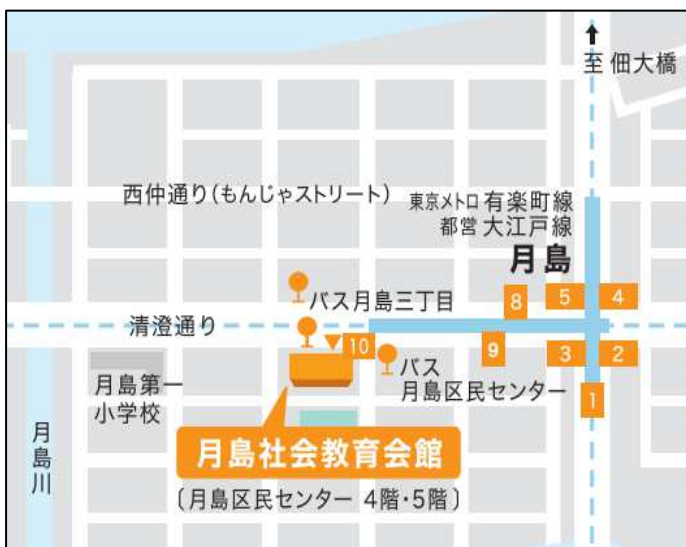 ↑
至 佃大橋
西仲通り(もんじゃストリート)
東京メトロ 有楽町線
都営 大江戸線
月島
5
4
8
バス月島三丁目
清澄通り
10
9
3
2
バス
月島区民センター
1
月島第一
小学校
月島川
月島社会教育会館
〔月島区民センター 4階・5階〕